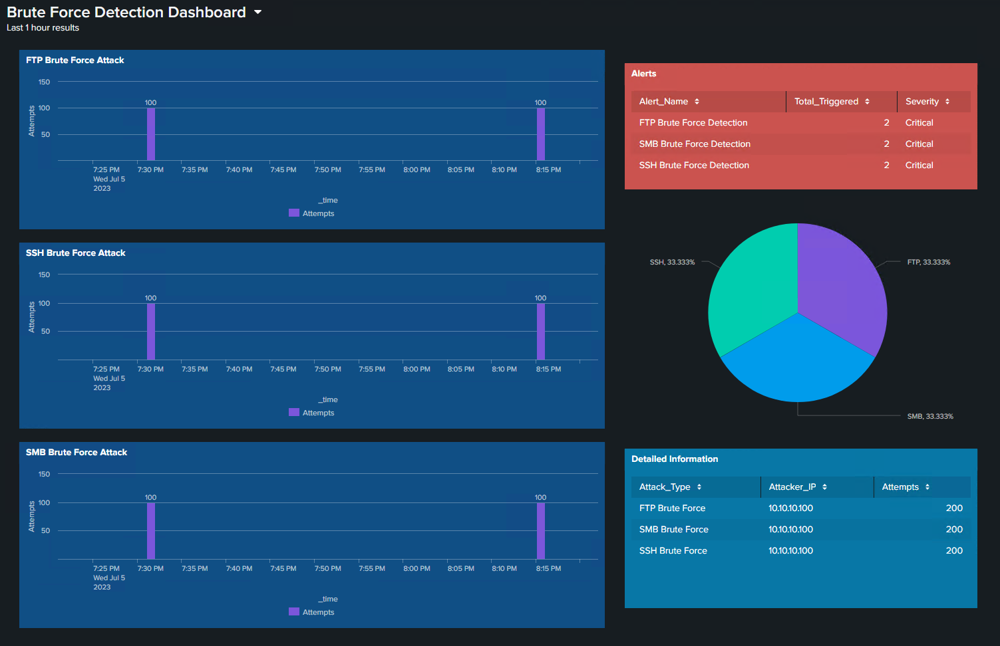 Brute Force Detection Dashboard
Last 1 hour results
FTP Brute Force Attack
150
100
50
Attempts
100
100
7:25 PM 7:30 PM 7:35 PM 7:40 PM 7:45 PM 7:50 PM 7:55 PM 8:00 PM 8:05 PM 8:10 PM 8:15 PM
Wed Jul 5
2023
_time
Attempts
SSH Brute Force Attack
150
100
50
Attempts
100
100
7:25 PM 7:30 PM 7:35 PM 7:40 PM 7:45 PM 7:50 PM 7:55 PM 8:00 PM 8:05 PM 8:10 PM 8:15 PM
Wed Jul 5
2023
_time
Attempts
SMB Brute Force Attack
150
100
50
Attempts
100
100
7:25 PM 7:30 PM 7:35 PM 7:40 PM 7:45 PM 7:50 PM 7:55 PM 8:00 PM 8:05 PM 8:10 PM 8:15 PM
Wed Jul 5
2023
_time
Attempts
Alerts
Alert_Name Total_Triggered Severity
FTP Brute Force Detection 2 Critical
SMB Brute Force Detection 2 Critical
SSH Brute Force Detection 2 Critical
SSH, 33.333%
FTP, 33.333%
SMB, 33.333%
Detailed Information
Attack_Type Attacker_IP Attempts
FTP Brute Force 10.10.10.100 200
SMB Brute Force 10.10.10.100 200
SSH Brute Force 10.10.10.100 200